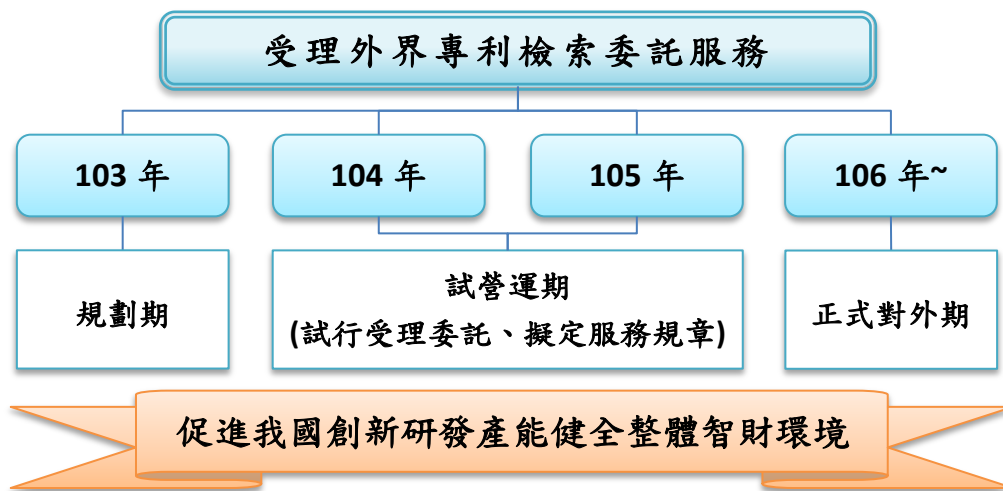 受理外界專利檢索委託服務
103 年
104 年
105 年
106 年~
規劃期
試營運期
(試行受理委託、擬定服務規章)
正式對外期
促進我國創新研發產能健全整體智財環境